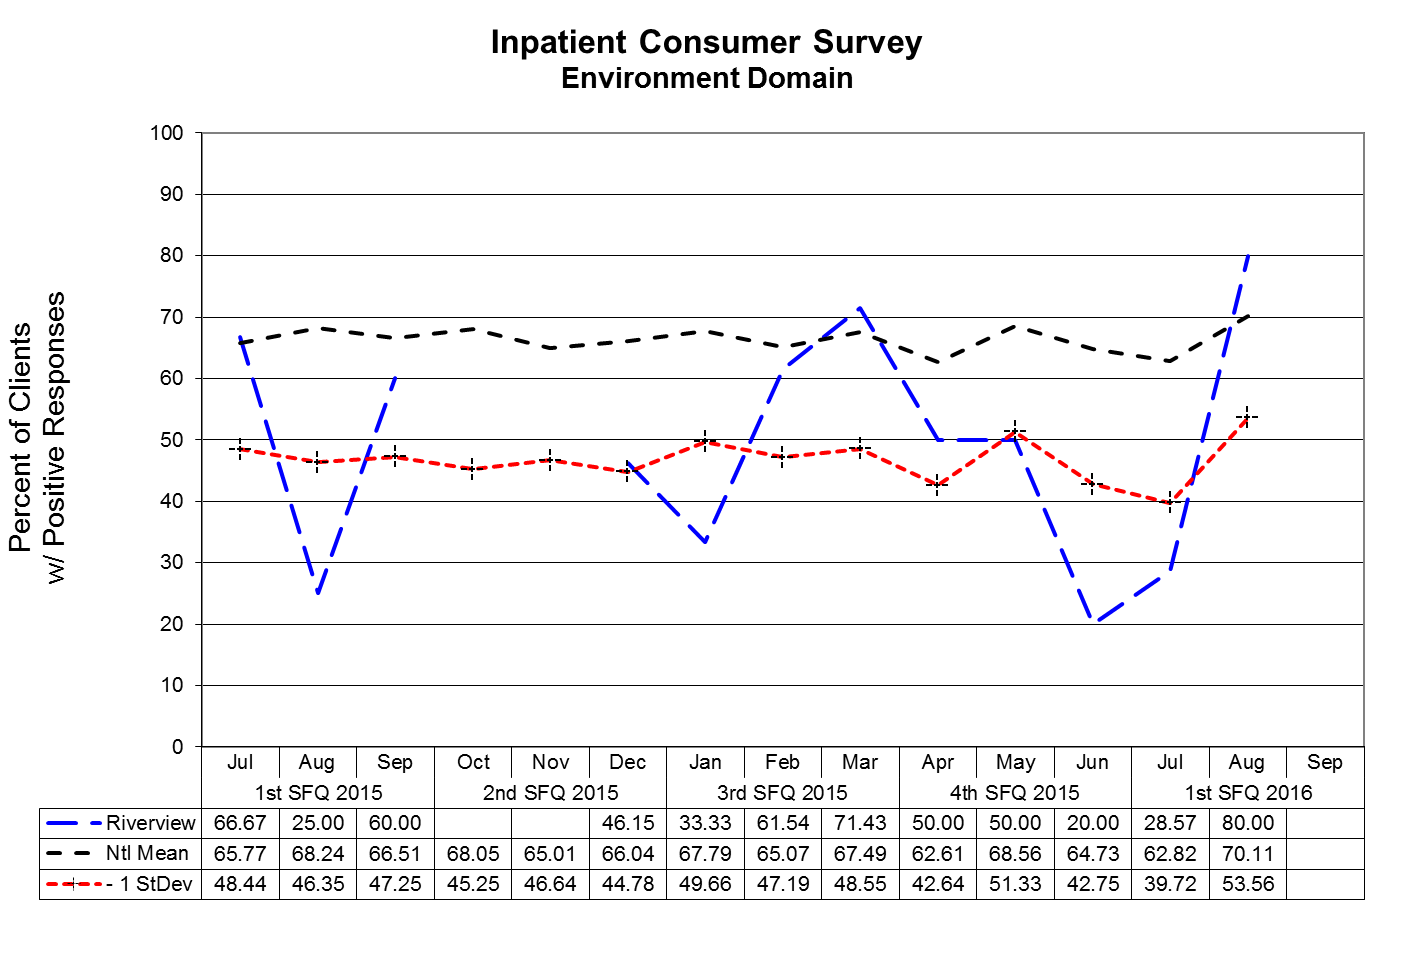 Inpatient Consumer Survey
Environment Domain
Percent of Clients
w/ Positive Responses
100
90
80
70
60
50
40
30
20
10
0
Jul Aug Sep Oct Nov Dec Jan Feb Mar Apr May Jun Jul Aug Sep
1st SFQ 2015 2nd SFQ 2015 3rd SFQ 2015 4th SFQ 2015 1st SFQ 2016
Riverview 66.67 25.00 60.00 46.15 33.33 61.54 71.43 50.00 50.00 20.00 28.57 80.00
Ntl Mean 65.77 68.24 66.51 68.05 65.01 66.04 67.79 65.07 67.49 62.61 68.56 64.73 62.82 70.11
- 1 StDev 48.44 46.35 47.25 45.25 46.64 44.78 49.66 47.19 48.55 42.64 51.33 42.75 39.72 53.56